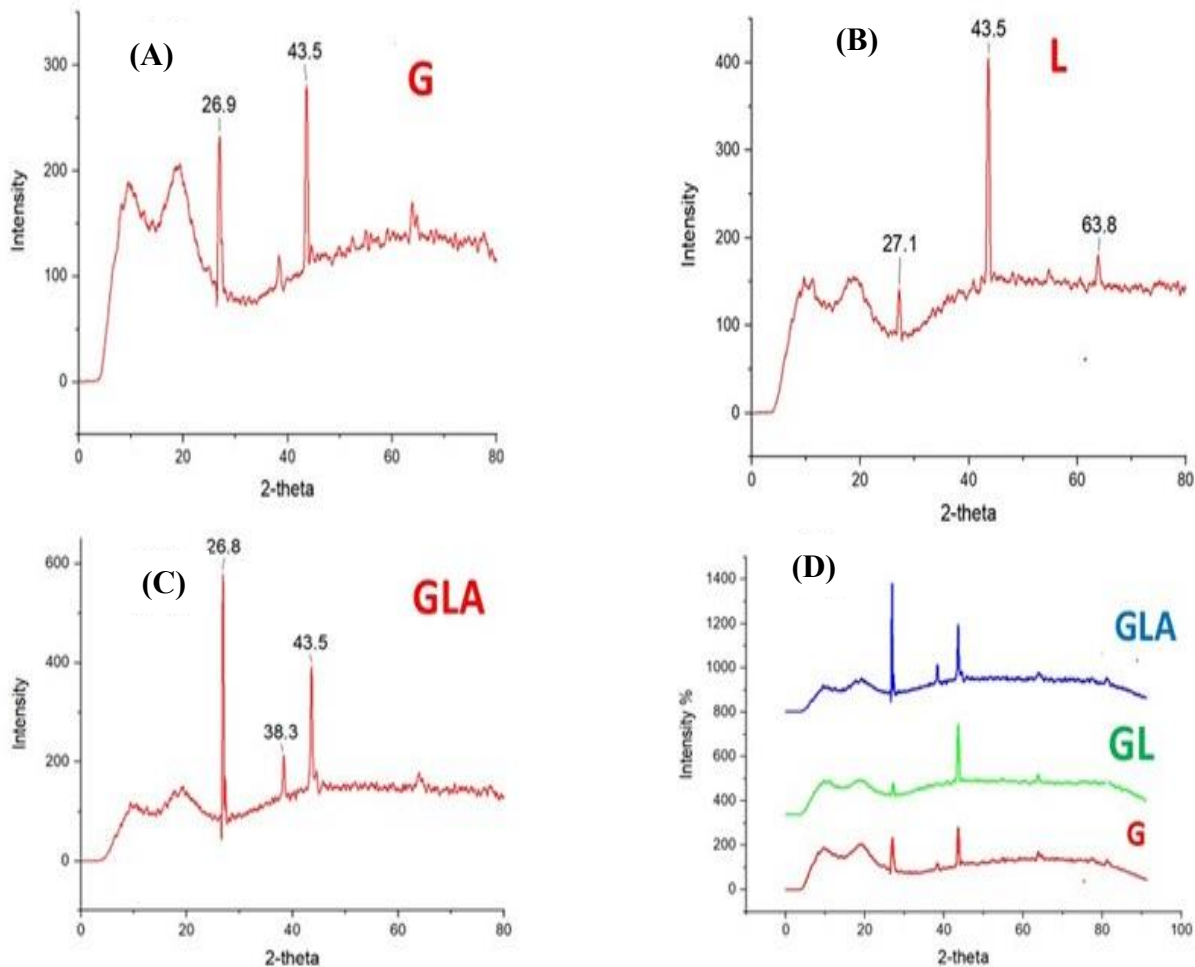 (A)
G
26.9
43.5
300
200
100
0
Intensity
0 20 40 60 80
2-theta
(B)
L
43.5
27.1
63.8
400
300
200
100
0
Intensity
0 20 40 60 80
2-theta
(C)
GLA
26.8
38.3
43.5
600
400
200
0
Intensity
0 20 40 60 80
2-theta
(D)
GLA
GL
G
1400
1200
1000
800
600
400
200
0
Intensity %
0 20 40 60 80 100
2-theta